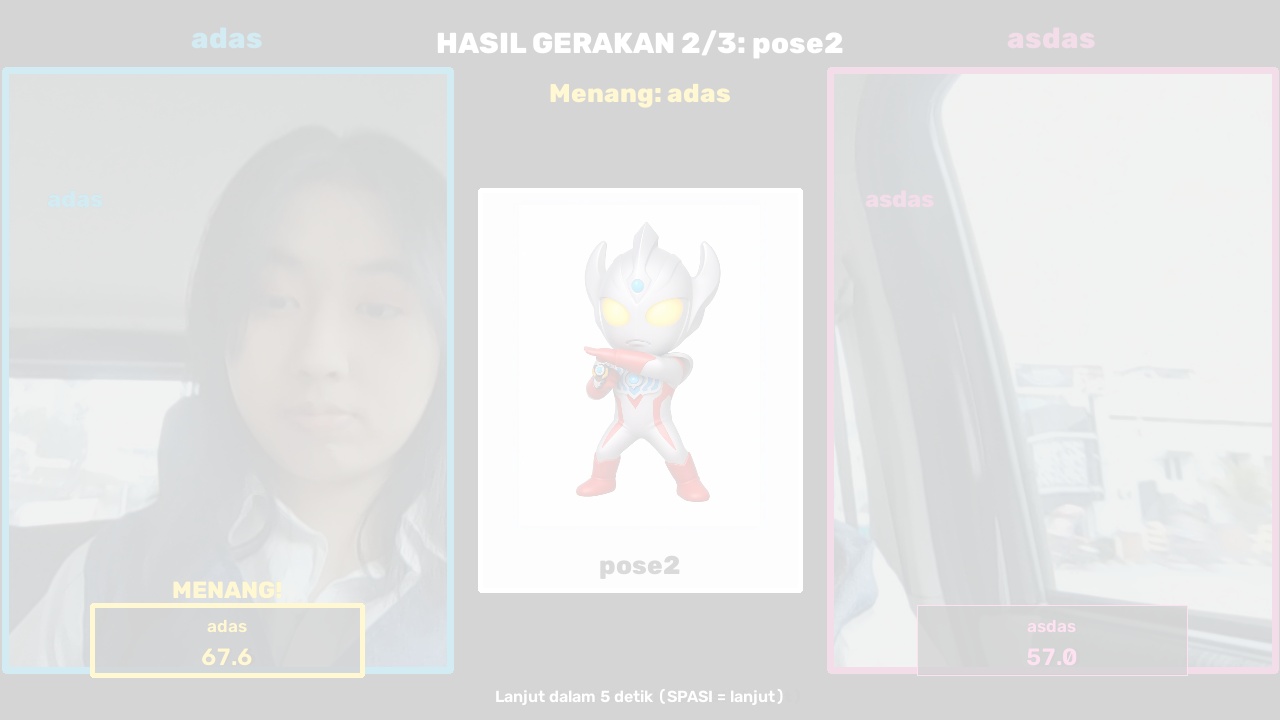 adas
HASIL GERAKAN 2/3: pose2
asdas
Menang: adas
adas
asdas
pose2
MENANG!
adas
67.6
asdas
57.0
Lanjut dalam 5 detik (SPASI = lanjut)